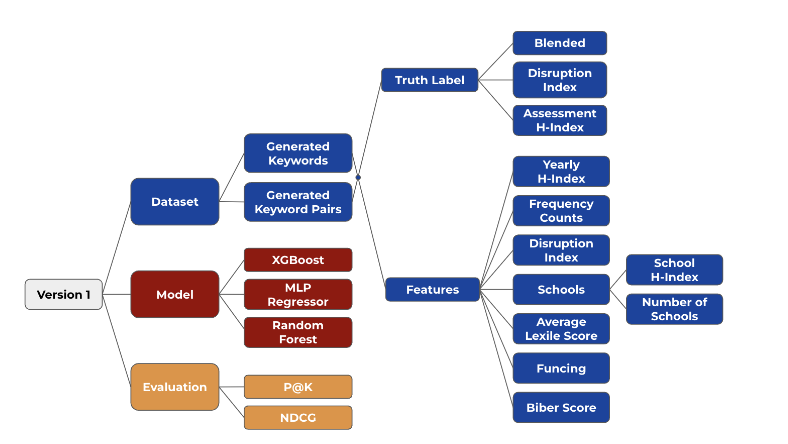 Version 1
Dataset
Generated
Keywords
Generated
Keyword Pairs
Truth Label
Blended
Disruption
Index
Assessment
H-Index
Features
Yearly
H-Index
Frequency
Counts
Disruption
Index
Schools
School
H-Index
Number of
Schools
Average
Lexile Score
Funcing
Biber Score
Model
XGBoost
MLP
Regressor
Random
Forest
Evaluation
P@K
NDCG